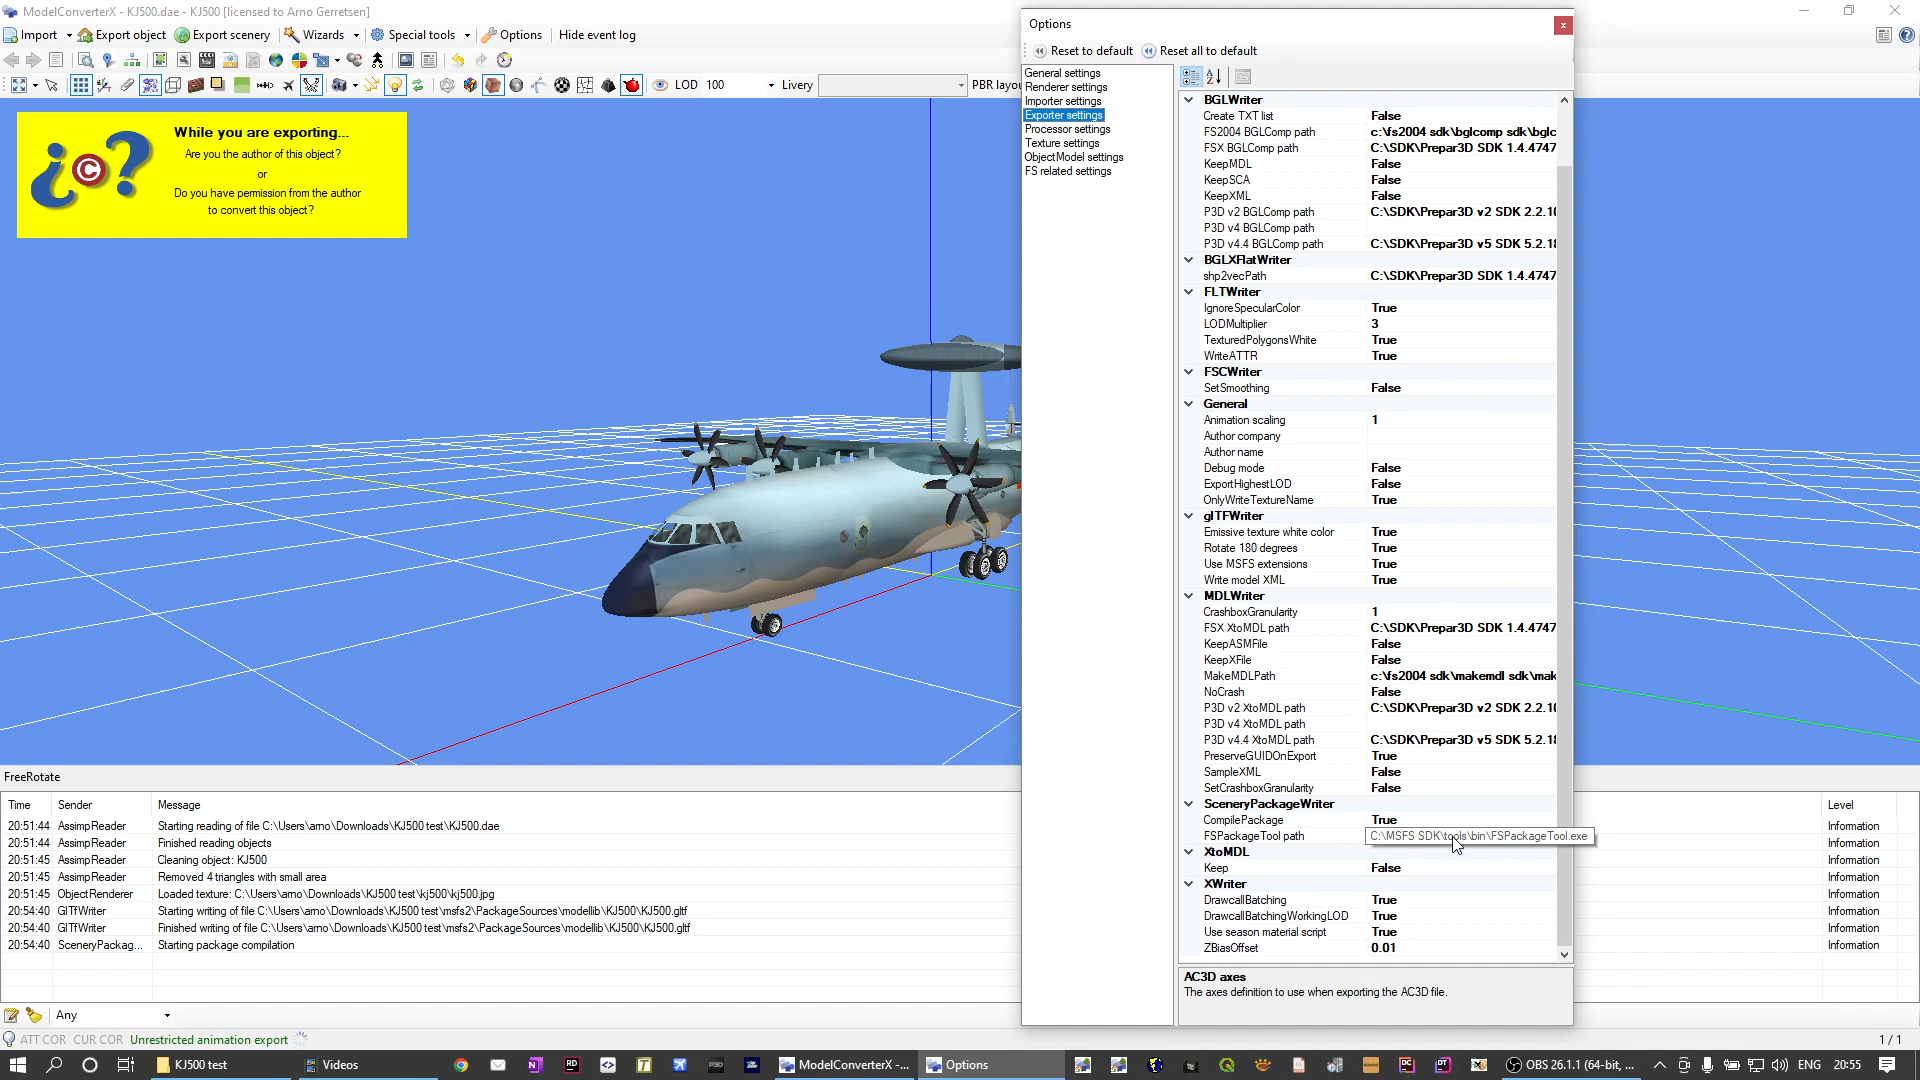 ModelConverterX - KJ500.dae - KJ500 [licensed to Arno Gerretsen]
Import Export object Export scenery Wizards Special tools Options Hide event log
LOD 100 Livery PBR layou
While you are exporting...
Are you the author of this object?
or
Do you have permission from the author
to convert this object?
Options
Reset to default Reset all to default
General settings
Renderer settings
Importer settings
Exporter settings
Processor settings
Texture settings
ObjectModel settings
FS related settings
BGLWriter
Create TXT list False
FS2004 BGLComp path c:\fs2004 sdk\bglcomp sdk\bglc
FSX BGLComp path C:\SDK\Prepar3D SDK 1.4.4747
KeepMDL False
KeepSCA False
KeepXML False
P3D v2 BGLComp path C:\SDK\Prepar3D v2 SDK 2.2.10
P3D v4 BGLComp path
P3D v4.4 BGLComp path C:\SDK\Prepar3D v5 SDK 5.2.18
BGLXFlatWriter
shp2vecPath C:\SDK\Prepar3D SDK 1.4.4747
FLTWriter
IgnoreSpecularColor True
LODMultiplier 3
TexturedPolygonsWhite True
WriteATTR True
FSCWriter
SetSmoothing False
General
Animation scaling 1
Author company
Author name
Debug mode False
ExportHighestLOD False
OnlyWriteTextureName True
glTFWriter
Emissive texture white color True
Rotate 180 degrees True
Use MSFS extensions True
Write model XML True
MDLWriter
CrashboxGranularity 1
FSX XtoMDL path C:\SDK\Prepar3D SDK 1.4.4747
KeepASMFile False
KeepXFile False
MakeMDLPath c:\fs2004 sdk\makemdl sdk\mak
NoCrash False
P3D v2 XtoMDL path C:\SDK\Prepar3D v2 SDK 2.2.10
P3D v4 XtoMDL path
P3D v4.4 XtoMDL path C:\SDK\Prepar3D v5 SDK 5.2.18
PreserveGUIDOnExport True
SampleXML False
SetCrashboxGranularity False
SceneryPackageWriter
CompilePackage True
FSPackageTool path C:\MSFS SDK\tools\bin\FSPackageTool.exe
XtoMDL
Keep False
XWriter
DrawcallBatching True
DrawcallBatchingWorkingLOD True
Use season material script True
ZBiasOffset 0.01
AC3D axes
The axes definition to use when exporting the AC3D file.
FreeRotate
Time Sender Message Level
20:51:44 AssimpReader Starting reading of file C:\Users\arno\Downloads\KJ500 test\KJ500.dae Information
20:51:44 AssimpReader Finished reading objects Information
20:51:45 AssimpReader Cleaning object: KJ500 Information
20:51:45 AssimpReader Removed 4 triangles with small area Information
20:51:45 ObjectRenderer Loaded texture: C:\Users\arno\Downloads\KJ500 test\kj500\kj500.jpg Information
20:54:40 GlTfWriter Starting writing of file C:\Users\arno\Downloads\KJ500 test\msfs2\PackageSources\modellib\KJ500\KJ500.gltf Information
20:54:40 GlTfWriter Finished writing of file C:\Users\arno\Downloads\KJ500 test\msfs2\PackageSources\modellib\KJ500\KJ500.gltf Information
20:54:40 SceneryPackag... Starting package compilation Information
Any
ATT COR CUR COR Unrestricted animation export 1 / 1
KJ500 test Videos ModelConverterX -... Options OBS 26.1.1 (64-bit, ... ENG 20:55